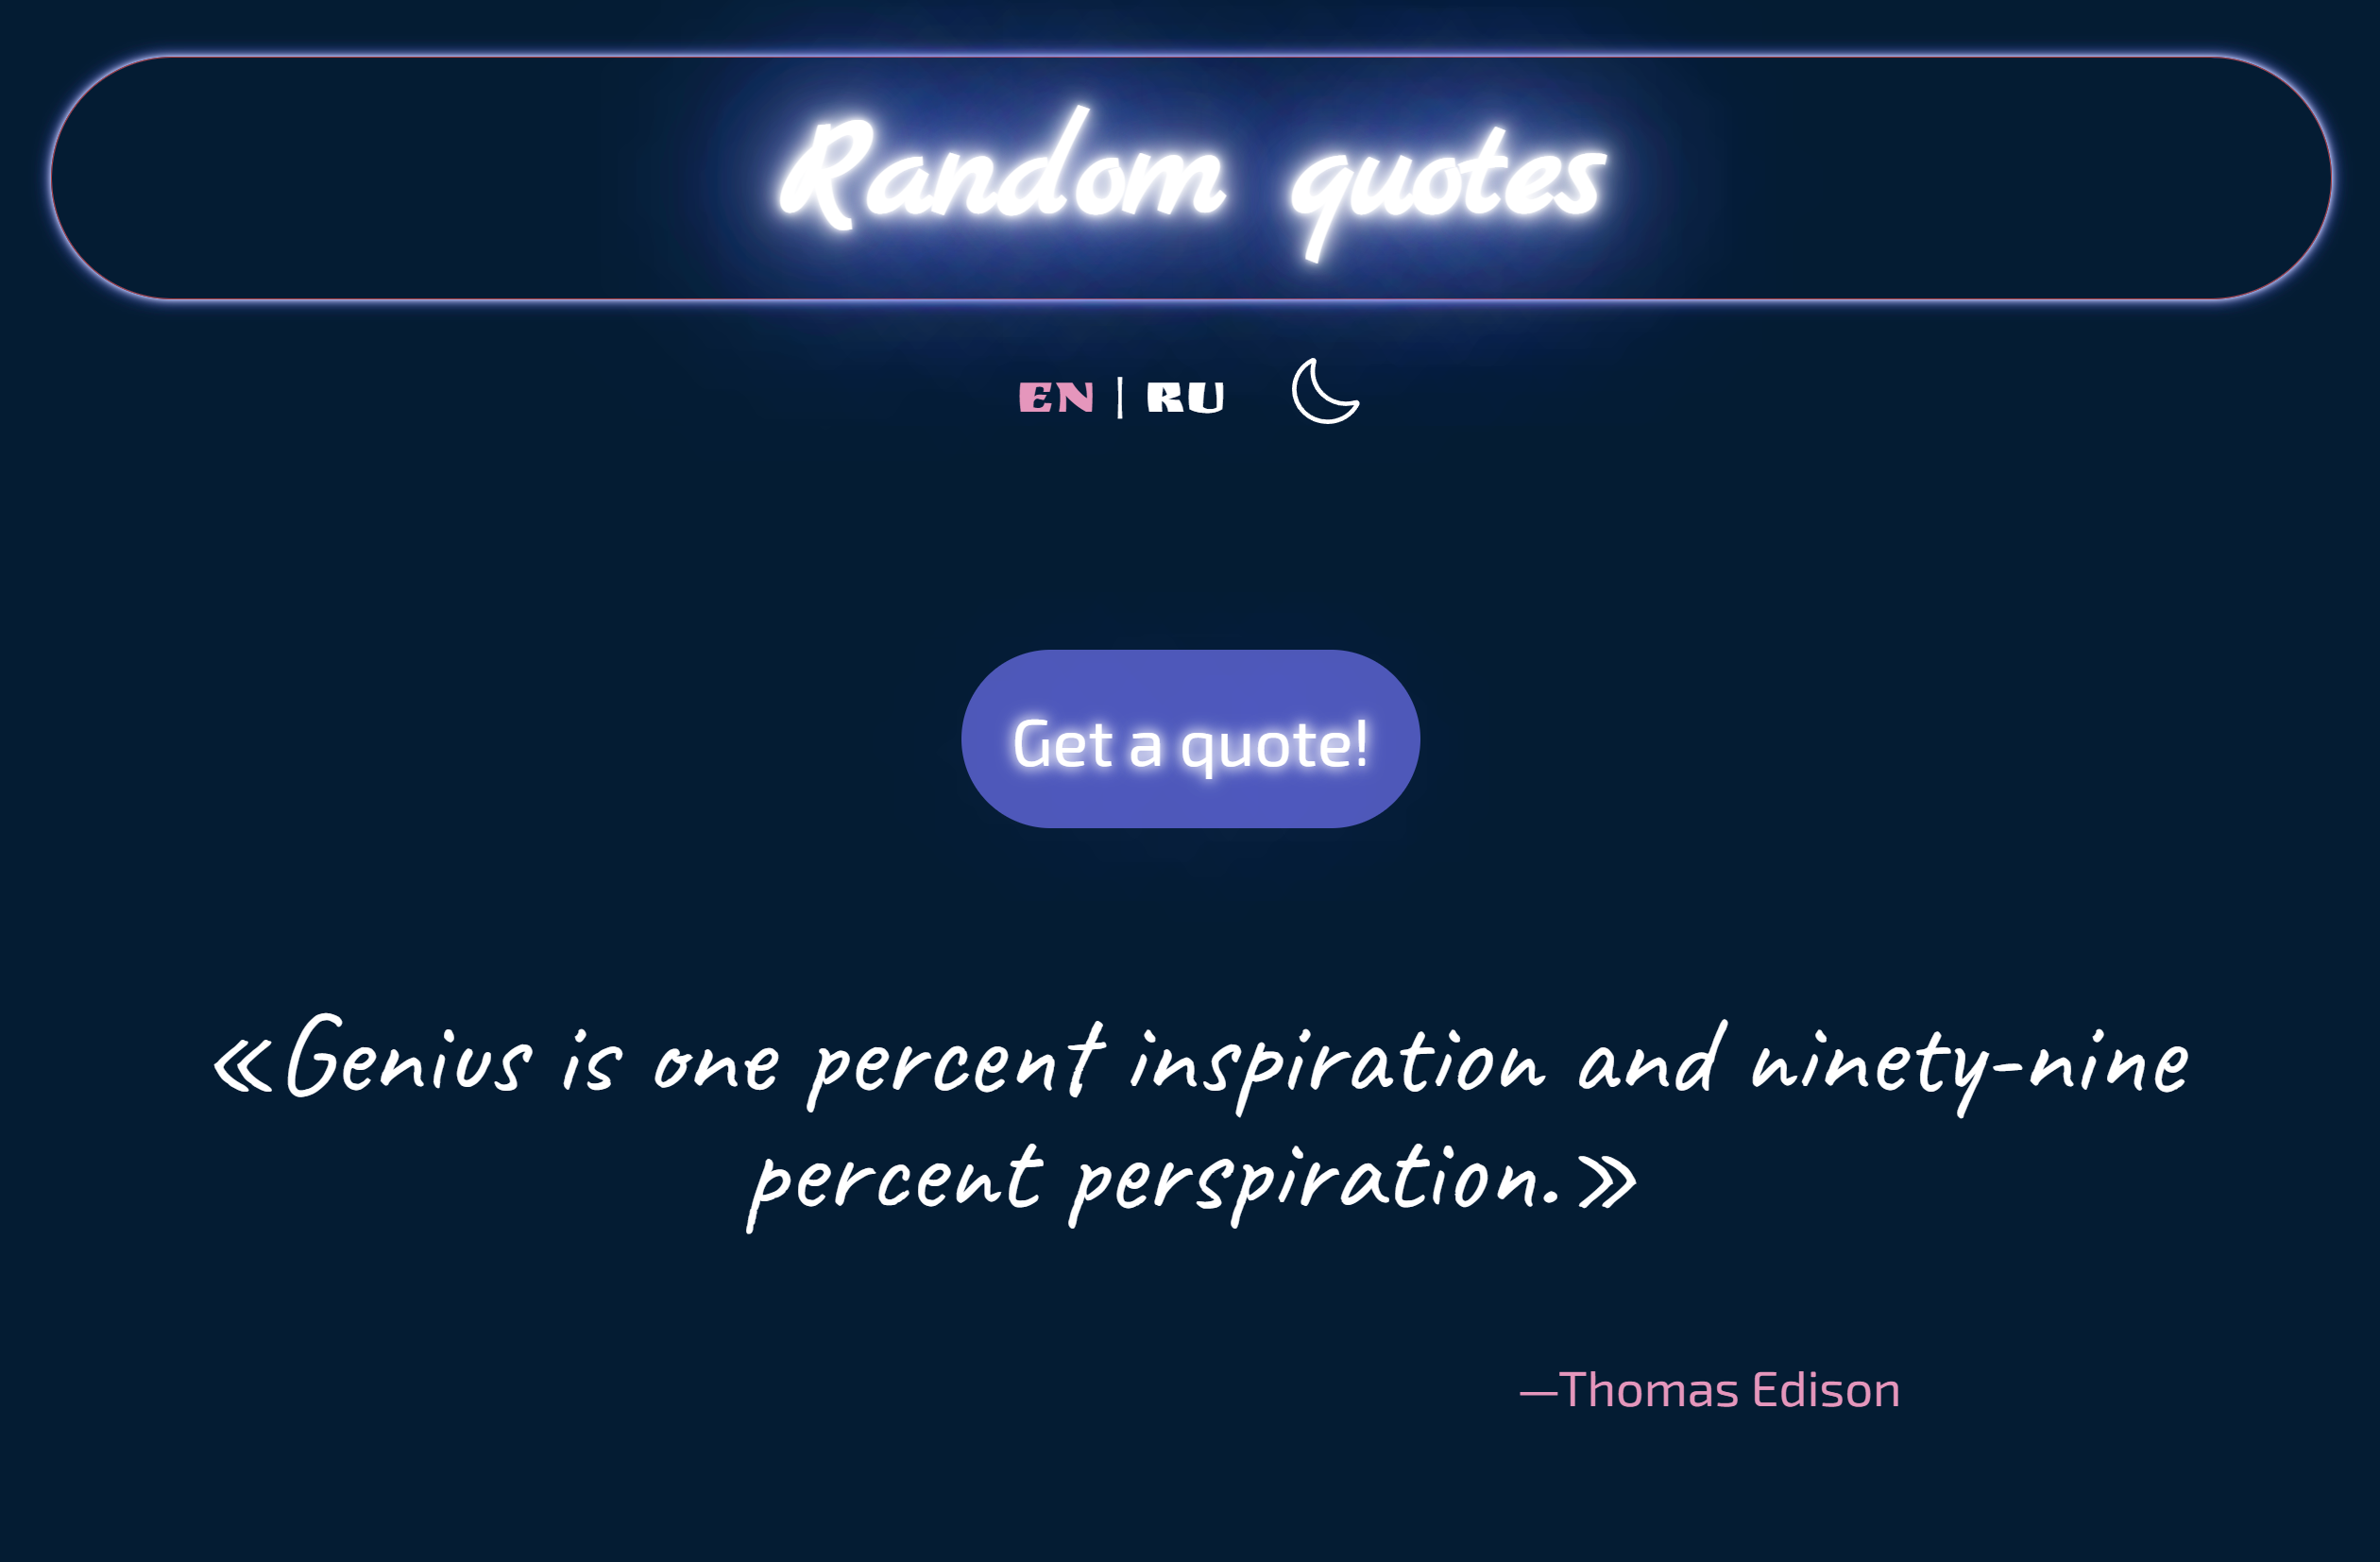 Random quotes
EN | RU
Get a quote!
«Genius is one percent inspiration and ninety-nine
percent perspiration.»
—Thomas Edison